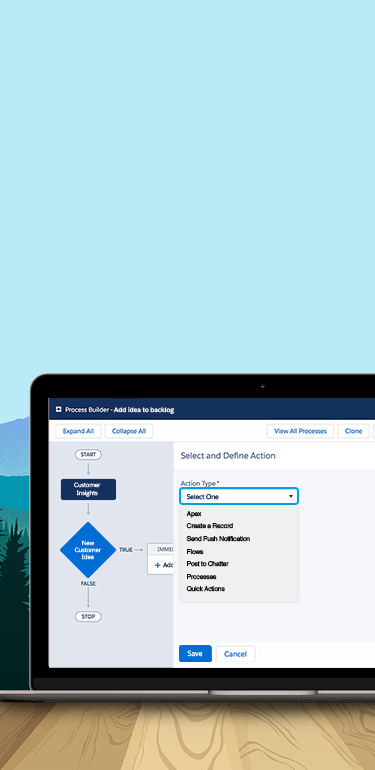 Process Builder - Add idea to backlog
Expand All
Collapse All
View All Processes
Clone
START
Customer
Insights
New
Customer
Idea
TRUE
FALSE
STOP
+ Add
Select and Define Action
Action Type*
Select One
Apex
Create a Record
Send Push Notification
Flows
Post to Chatter
Processes
Quick Actions
Save
Cancel